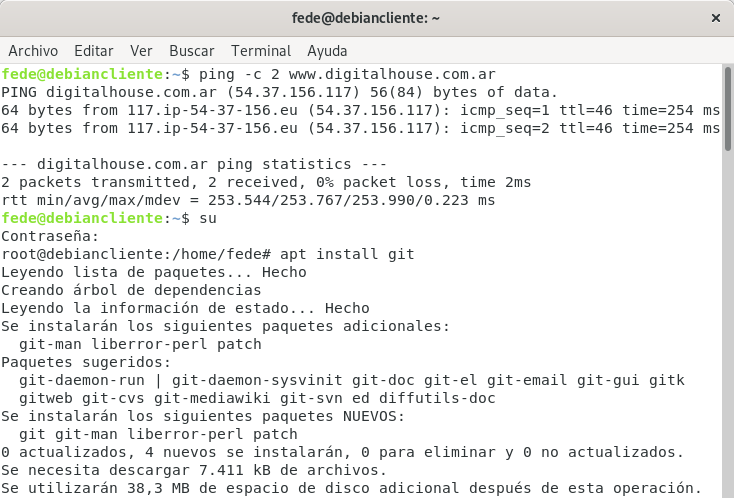 fede@debiancliente: ~
×
Archivo Editar Ver Buscar Terminal Ayuda
fede@debiancliente:~$ ping -c 2 www.digitalhouse.com.ar
PING digitalhouse.com.ar (54.37.156.117) 56(84) bytes of data.
64 bytes from 117.ip-54-37-156.eu (54.37.156.117): icmp_seq=1 ttl=46 time=254 ms
64 bytes from 117.ip-54-37-156.eu (54.37.156.117): icmp_seq=2 ttl=46 time=254 ms
--- digitalhouse.com.ar ping statistics ---
2 packets transmitted, 2 received, 0% packet loss, time 2ms
rtt min/avg/max/mdev = 253.544/253.767/253.990/0.223 ms
fede@debiancliente:~$ su
Contraseña:
root@debiancliente:/home/fede# apt install git
Leyendo lista de paquetes... Hecho
Creando árbol de dependencias
Leyendo la información de estado... Hecho
Se instalarán los siguientes paquetes adicionales:
  git-man liberror-perl patch
Paquetes sugeridos:
  git-daemon-run | git-daemon-sysvinit git-doc git-el git-email git-gui gitk
  gitweb git-cvs git-mediawiki git-svn ed diffutils-doc
Se instalarán los siguientes paquetes NUEVOS:
  git git-man liberror-perl patch
0 actualizados, 4 nuevos se instalarán, 0 para eliminar y 0 no actualizados.
Se necesita descargar 7.411 kB de archivos.
Se utilizarán 38,3 MB de espacio de disco adicional después de esta operación.